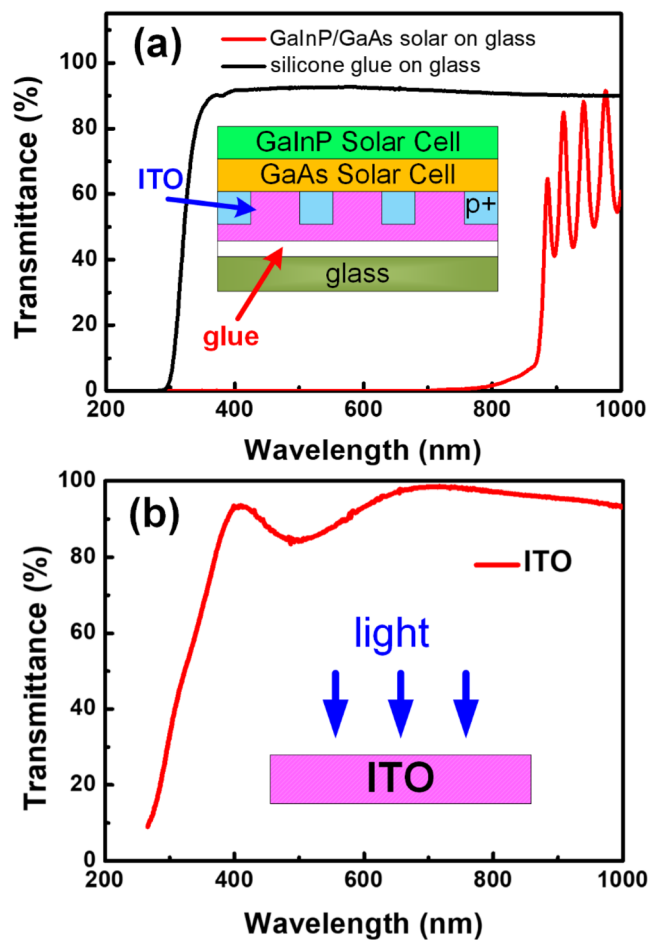 (a)
GaInP/GaAs solar on glass
silicone glue on glass
100
80
60
40
20
0
Transmittance (%)
GaInP Solar Cell
GaAs Solar Cell
ITO
p+
glass
glue
200
400
600
800
1000
Wavelength (nm)
(b)
ITO
100
80
60
40
20
0
Transmittance (%)
light
ITO
200
400
600
800
1000
Wavelength (nm)